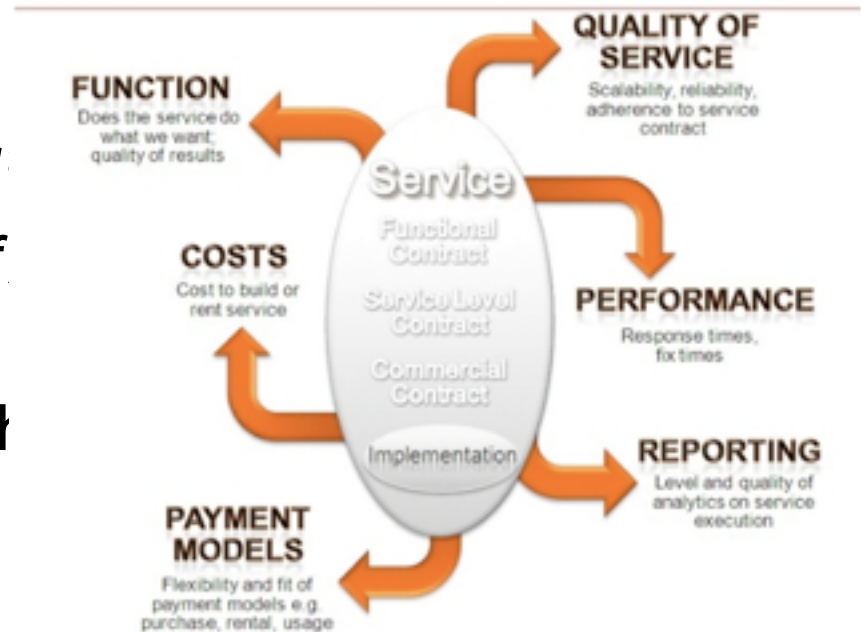 QUALITY OF
SERVICE
Scalability, reliability,
adherence to service
contract
FUNCTION
Does the service do
what we want;
quality of results
Service
Functional
Contract
Service Level
Contract
Commercial
Contract
Implementation
COSTS
Cost to build or
rent service
PERFORMANCE
Response times,
fix times
REPORTING
Level and quality of
analytics on service
execution
PAYMENT
MODELS
Flexibility and fit of
payment models e.g.
purchase, rental, usage